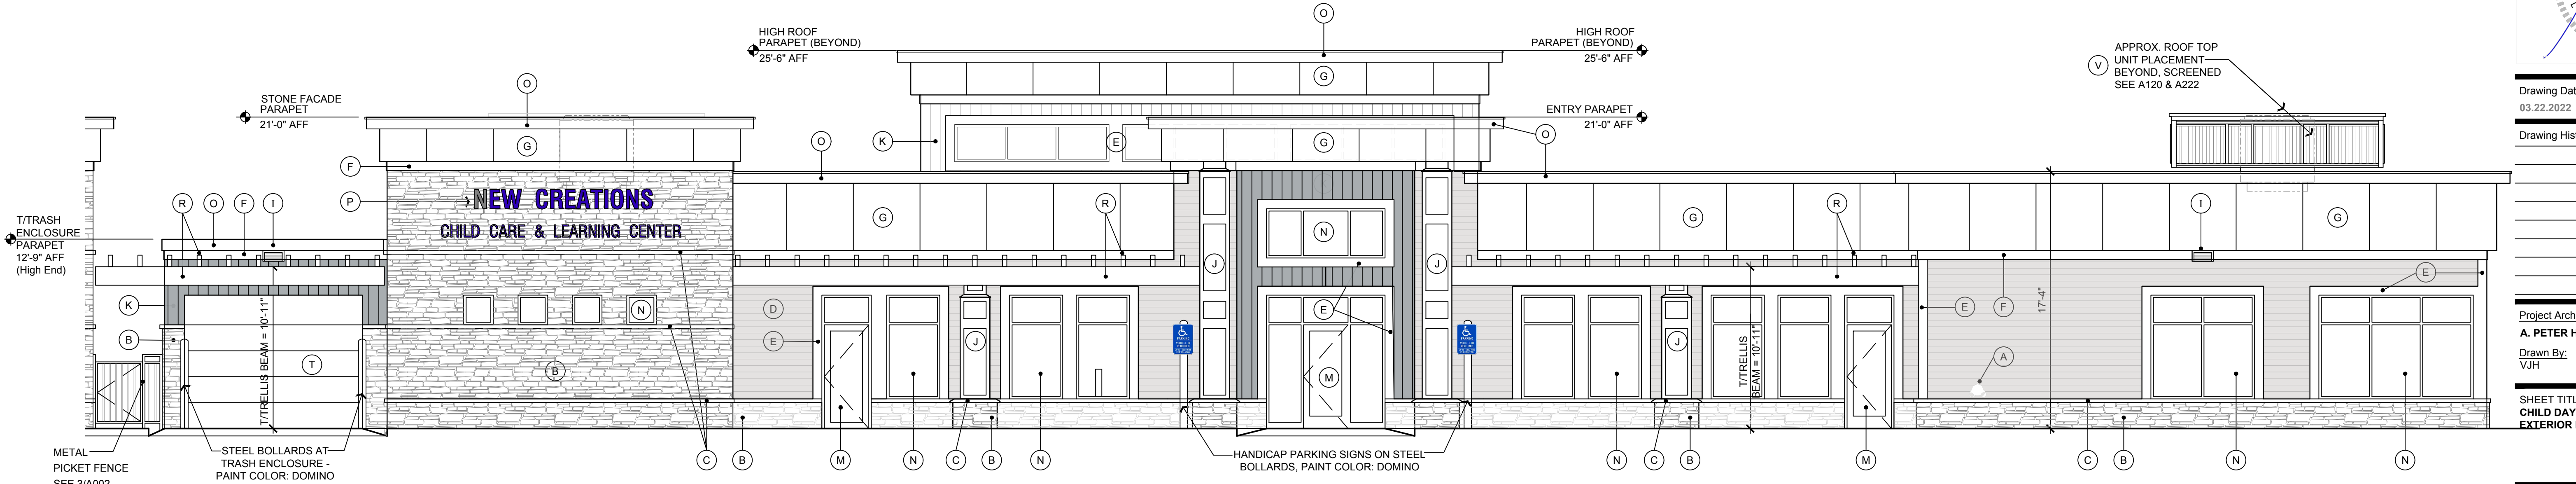 HIGH ROOF
PARAPET (BEYOND)
25'-6" AFF
O
HIGH ROOF
PARAPET (BEYOND)
25'-6" AFF
G
V
APPROX. ROOF TOP
UNIT PLACEMENT
BEYOND, SCREENED
SEE A120 & A222
STONE FACADE
PARAPET
21'-0" AFF
O
ENTRY PARAPET
21'-0" AFF
G
F
O
K
E
G
O
P
NEW CREATIONS
CHILD CARE & LEARNING CENTER
T/TRASH
ENCLOSURE
PARAPET
12'-9" AFF
(High End)
R
O
F
I
G
R
N
G
R
I
G
J
J
K
B
T
T/TRELLIS BEAM = 10'-11"
N
B
D
E
J
E
M
J
T/TRELLIS
BEAM = 10'-11"
E
F
17'-4"
A
E
PARKING
METAL
PICKET FENCE
SEE 3/A002
STEEL BOLLARDS AT
TRASH ENCLOSURE -
PAINT COLOR: DOMINO
C
B
M
N
C
B
N
HANDICAP PARKING SIGNS ON STEEL
BOLLARDS, PAINT COLOR: DOMINO
N
C
B
M
C
B
N
N
Drawing Dat
03.22.2022
Drawing His
Project Arch
A. PETER H
Drawn By:
VJH
SHEET TITL
CHILD DAY
EXTERIOR